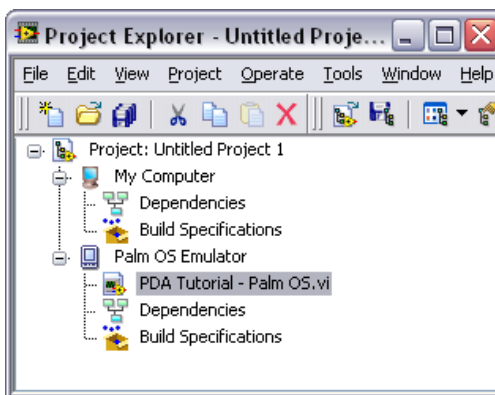 Project Explorer - Untitled Proje...
File Edit View Project Operate Tools Window Help
Project: Untitled Project 1
My Computer
Dependencies
Build Specifications
Palm OS Emulator
PDA Tutorial - Palm OS.vi
Dependencies
Build Specifications